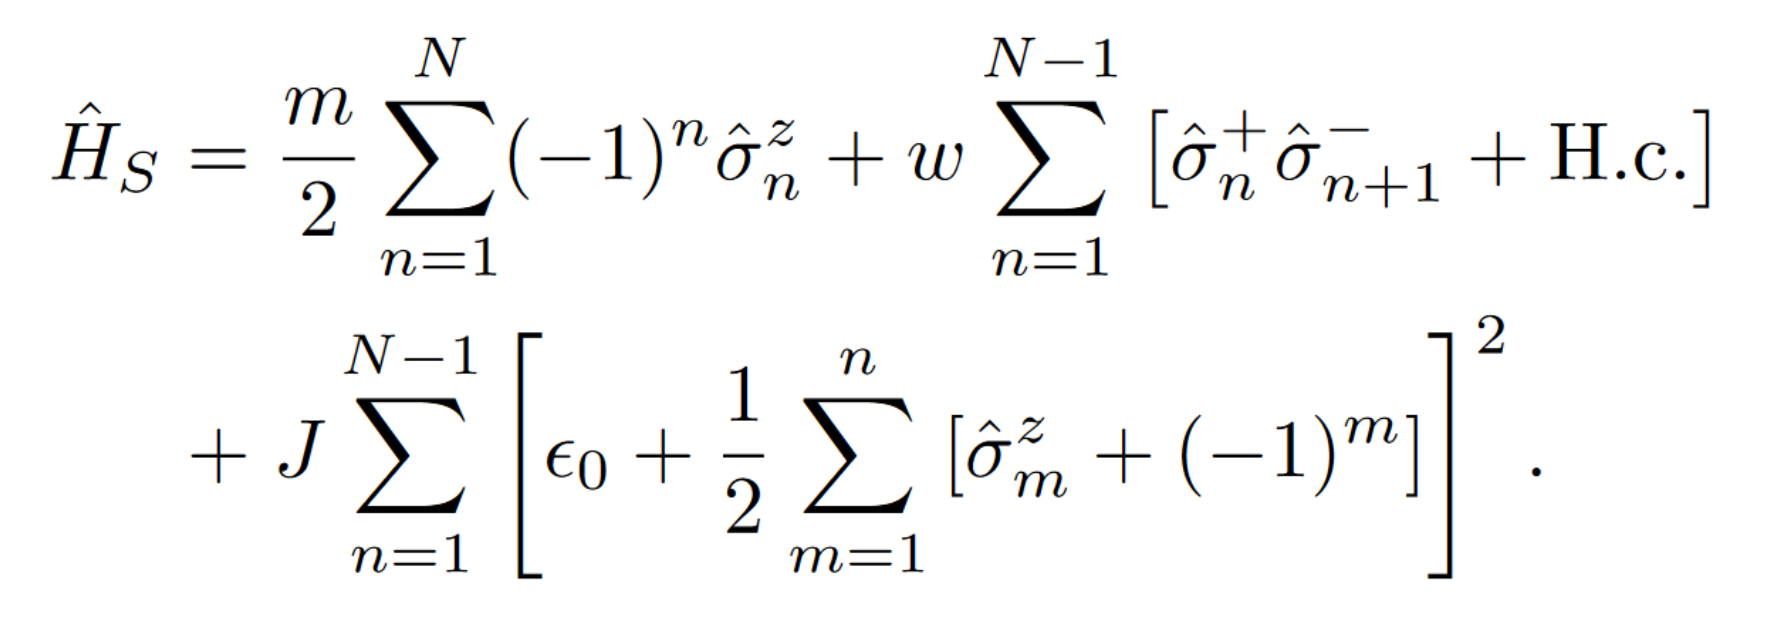 \hat{H}_S = \frac{m}{2} \sum_{n=1}^{N} (-1)^n \hat{\sigma}_n^z + w \sum_{n=1}^{N-1} \left[ \hat{\sigma}_n^+ \hat{\sigma}_{n+1}^- + \text{H.c.} \right]
+ J \sum_{n=1}^{N-1} \left[ \epsilon_0 + \frac{1}{2} \sum_{m=1}^{n} [\hat{\sigma}_m^z + (-1)^m] \right]^2 .